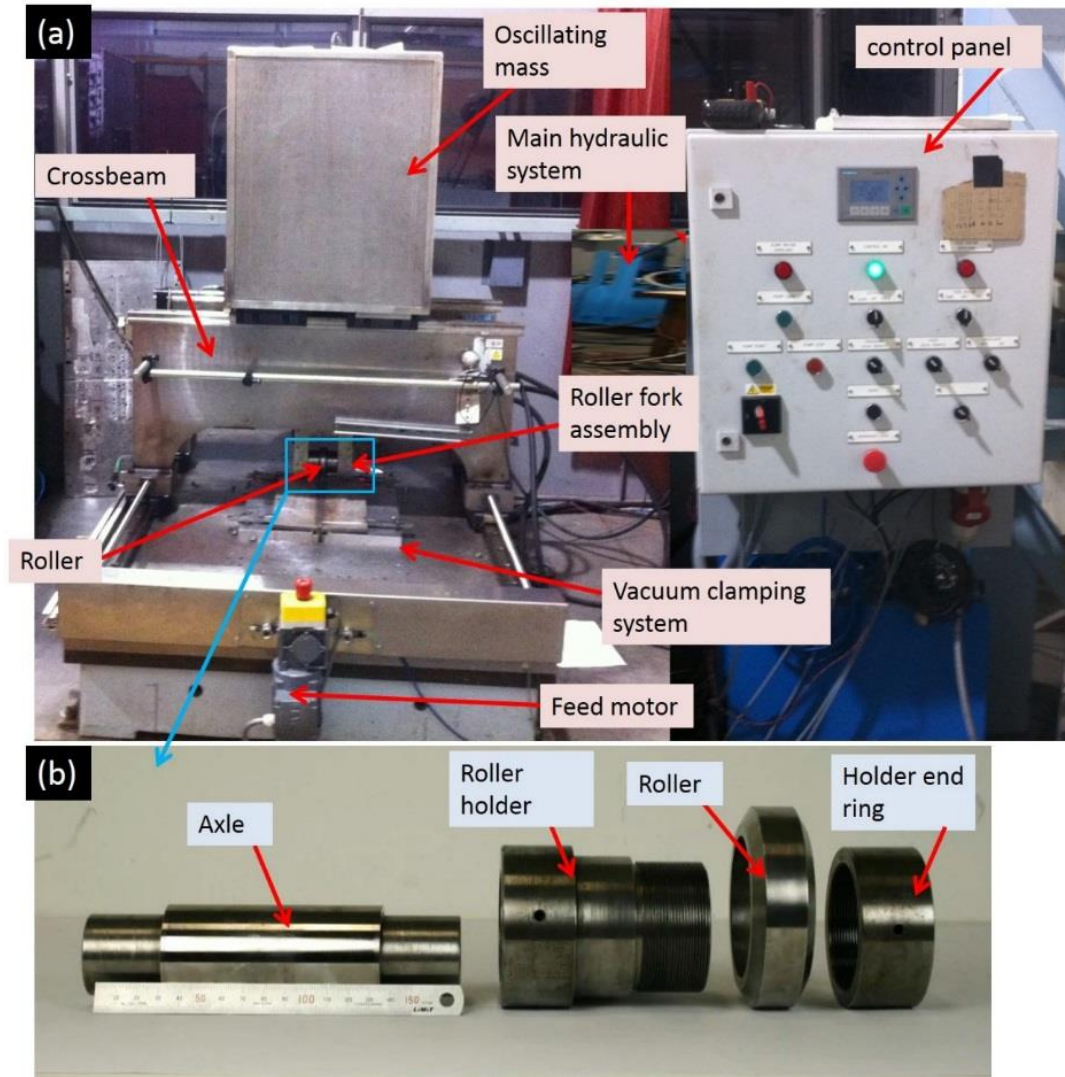 (a)
Oscillating
mass
control panel
Main hydraulic
system
Crossbeam
Roller fork
assembly
Roller
Vacuum clamping
system
Feed motor
(b)
Roller
holder
Roller
Holder end
ring
Axle
50
100
150
LIMIT